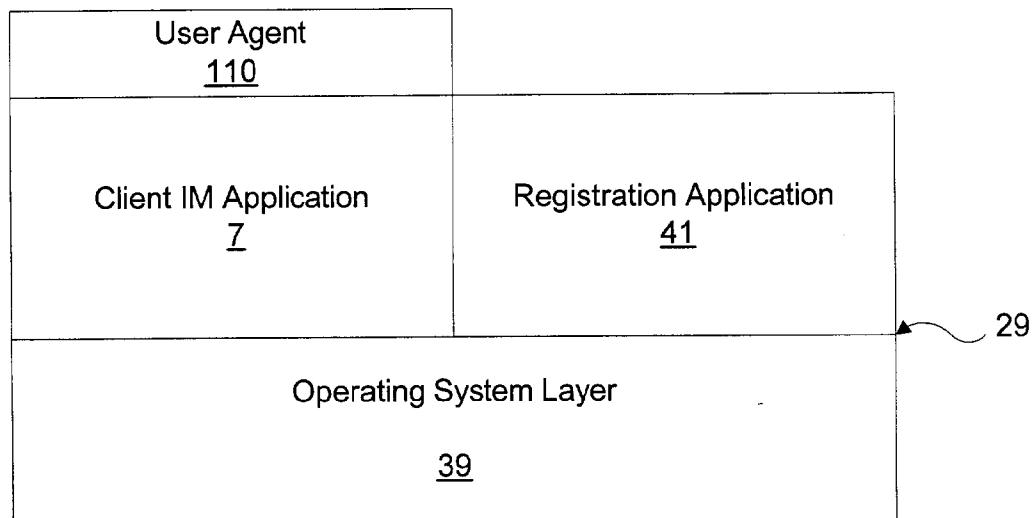 User Agent
110
Client IM Application
7
Registration Application
41
29
Operating System Layer
39